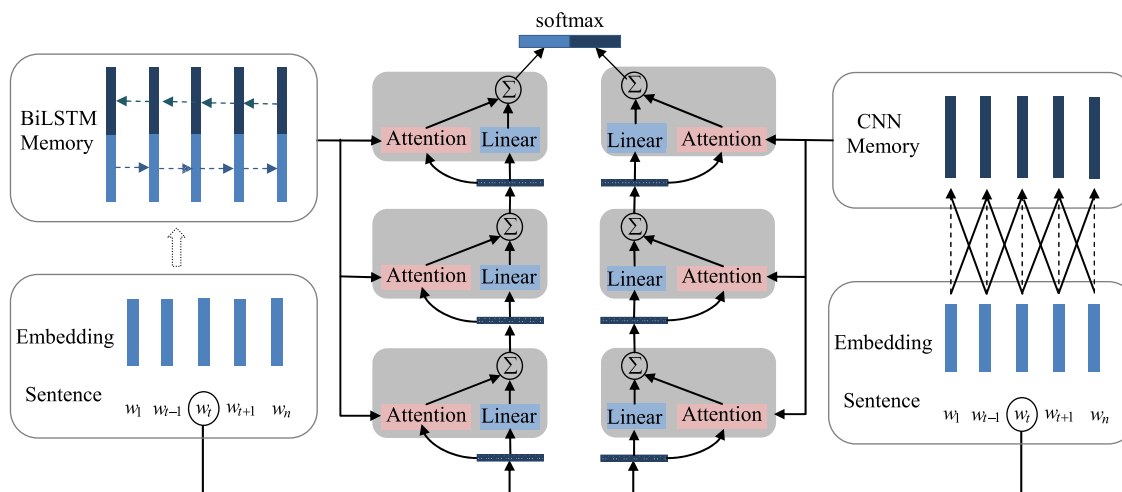 softmax
BiLSTM
Memory
Σ
Attention
Linear
Σ
Linear
Attention
CNN
Memory
Σ
Attention
Linear
Σ
Linear
Attention
Embedding
Sentence
w₁ wₜ₋₁ wₜ wₜ₊₁ wₙ
Σ
Attention
Linear
Σ
Linear
Attention
Embedding
Sentence
w₁ wₜ₋₁ wₜ wₜ₊₁ wₙ